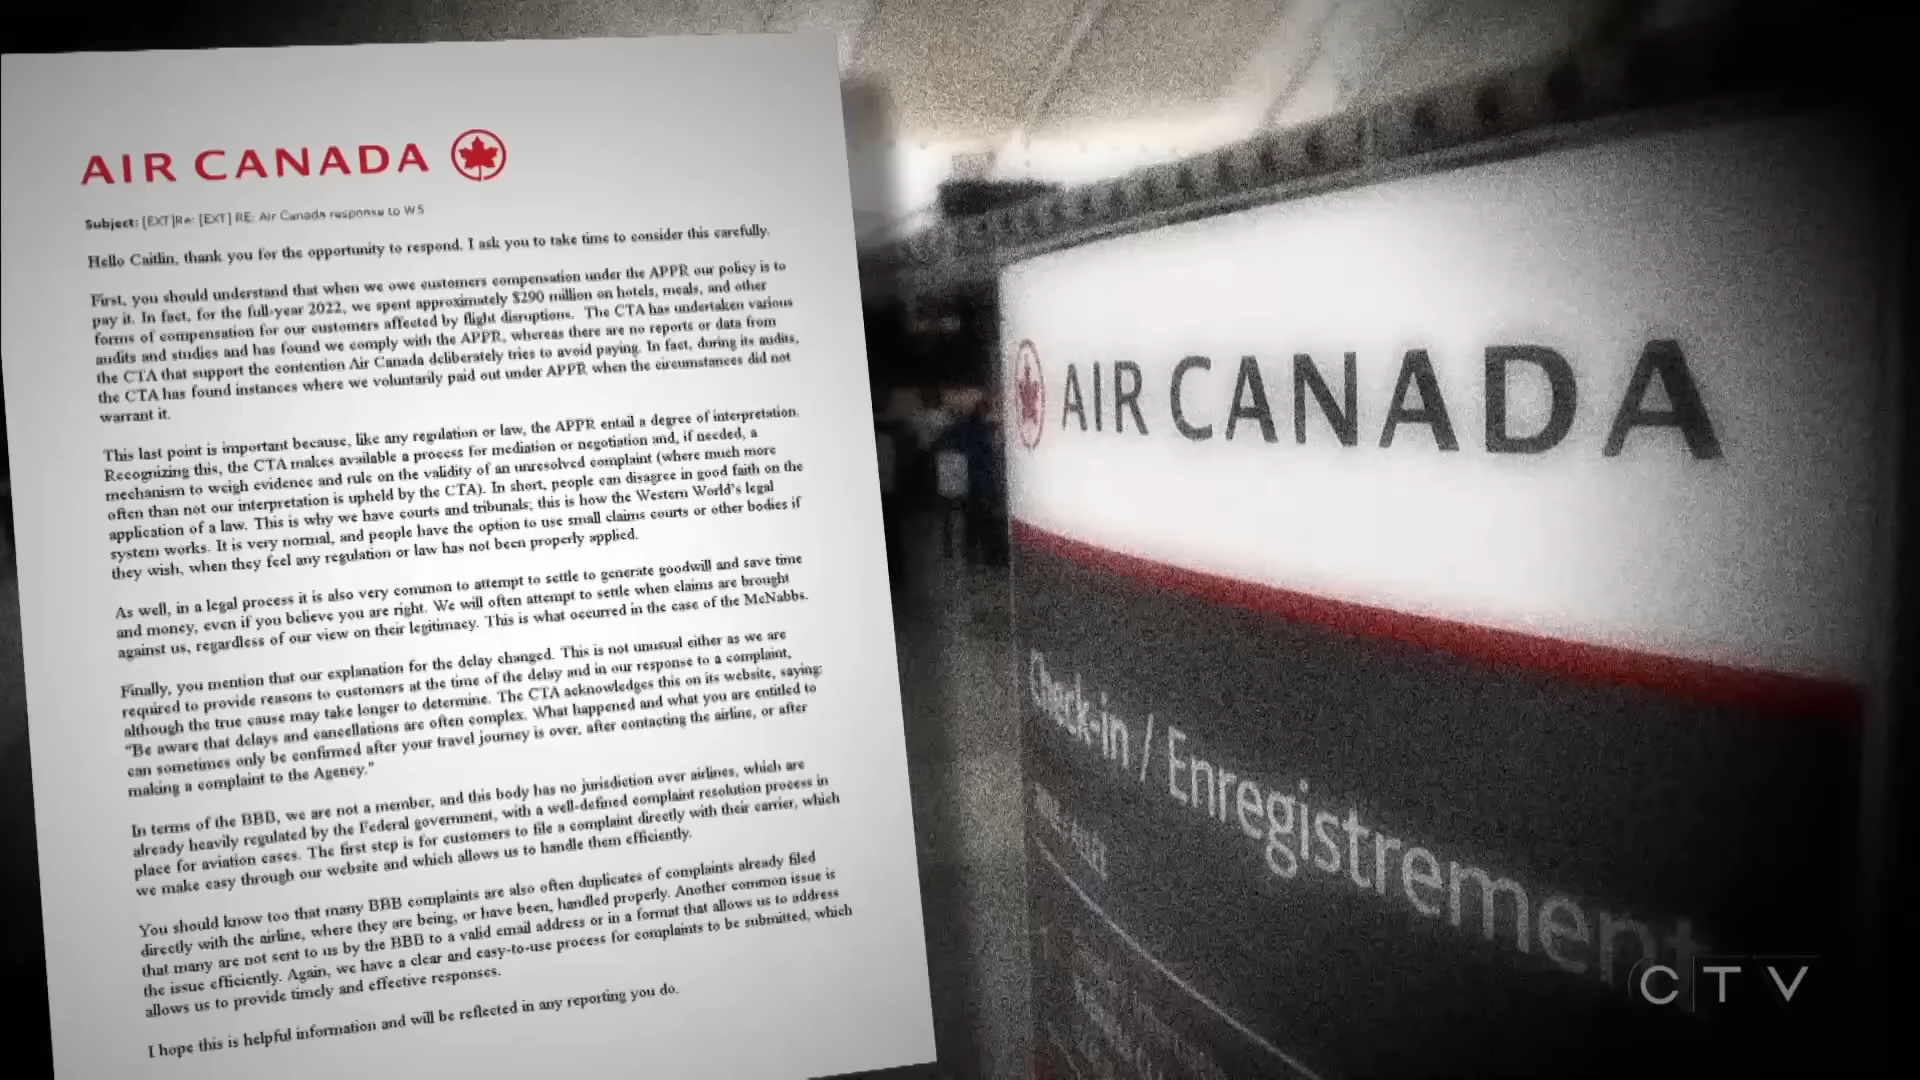 AIR CANADA
Subject: [EXT]Re: [EXT] RE: Air Canada response to W5
Hello Caitlin, thank you for the opportunity to respond. I ask you to take time to consider this carefully.
First, you should understand that when we owe customers compensation under the APPR our policy is to
pay it. In fact, for the full-year 2022, we spent approximately $290 million on hotels, meals, and other
forms of compensation for our customers affected by flight disruptions. The CTA has undertaken various
audits and studies and has found we comply with the APPR, whereas there are no reports or data from
the CTA that support the contention Air Canada deliberately tries to avoid paying. In fact, during its audits,
the CTA has found instances where we voluntarily paid out under APPR when the circumstances did not
warrant it.
This last point is important because, like any regulation or law, the APPR entail a degree of interpretation.
Recognizing this, the CTA makes available a process for mediation or negotiation and, if needed, a
mechanism to weigh evidence and rule on the validity of an unresolved complaint (where much more
often than not our interpretation is upheld by the CTA). In short, people can disagree in good faith on the
application of a law. This is why we have courts and tribunals; this is how the Western World's legal
system works. It is very normal, and people have the option to use small claims courts or other bodies if
they wish, when they feel any regulation or law has not been properly applied.
As well, in a legal process it is also very common to attempt to settle to generate goodwill and save time
and money, even if you believe you are right. We will often attempt to settle when claims are brought
against us, regardless of our view on their legitimacy. This is what occurred in the case of the McNabbs.
Finally, you mention that our explanation for the delay changed. This is not unusual either as we are
required to provide reasons to customers at the time of the delay and in our response to a complaint,
although the true cause may take longer to determine. The CTA acknowledges this on its website, saying:
"Be aware that delays and cancellations are often complex. What happened and what you are entitled to
can sometimes only be confirmed after your travel journey is over, after contacting the airline, or after
making a complaint to the Agency."
In terms of the BBB, we are not a member, and this body has no jurisdiction over airlines, which are
already heavily regulated by the Federal government, with a well-defined complaint resolution process in
place for aviation cases. The first step is for customers to file a complaint directly with their carrier, which
we make easy through our website and which allows us to handle them efficiently.
You should know too that many BBB complaints are also often duplicates of complaints already filed
directly with the airline, where they are being, or have been, handled properly. Another common issue is
that many are not sent to us by the BBB to a valid email address or in a format that allows us to address
the issue efficiently. Again, we have a clear and easy-to-use process for complaints to be submitted, which
allows us to provide timely and effective responses.
I hope this is helpful information and will be reflected in any reporting you do.
AIR CANADA
Check-in / Enregistrement
CTV